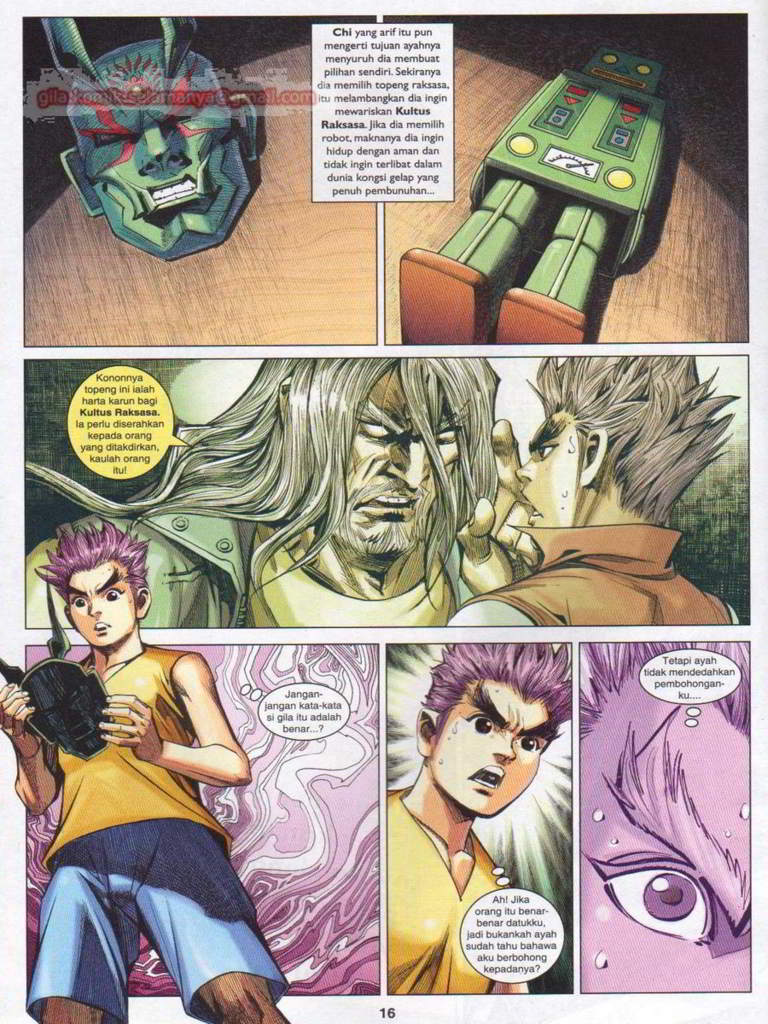 Chi yang arif itu pun
mengerti tujuan ayahnya
menyuruh dia membuat
pilihan sendiri. Sekiranya
dia memilih topeng raksasa,
itu melambangkan dia ingin
mewariskan Kultus
Raksasa. Jika dia memilih
robot, maknanya dia ingin
hidup dengan aman dan
tidak ingin terlibat dalam
dunia kongsi gelap yang
penuh pembunuhan...
Kononnya
topeng ini ialah
harta karun bagi
Kultus Raksasa.
Ia perlu diserahkan
kepada orang
yang ditakdirkan,
kaulah orang
itu!
Jangan-
jangan kata-kata
si gila itu adalah
benar...?
Ah! Jika
orang itu benar-
benar datukku,
jadi bukankah ayah
sudah tahu bahawa
aku berbohong
kepadanya?
Tetapi ayah
tidak mendedahkan
pembohongan-
ku....
16